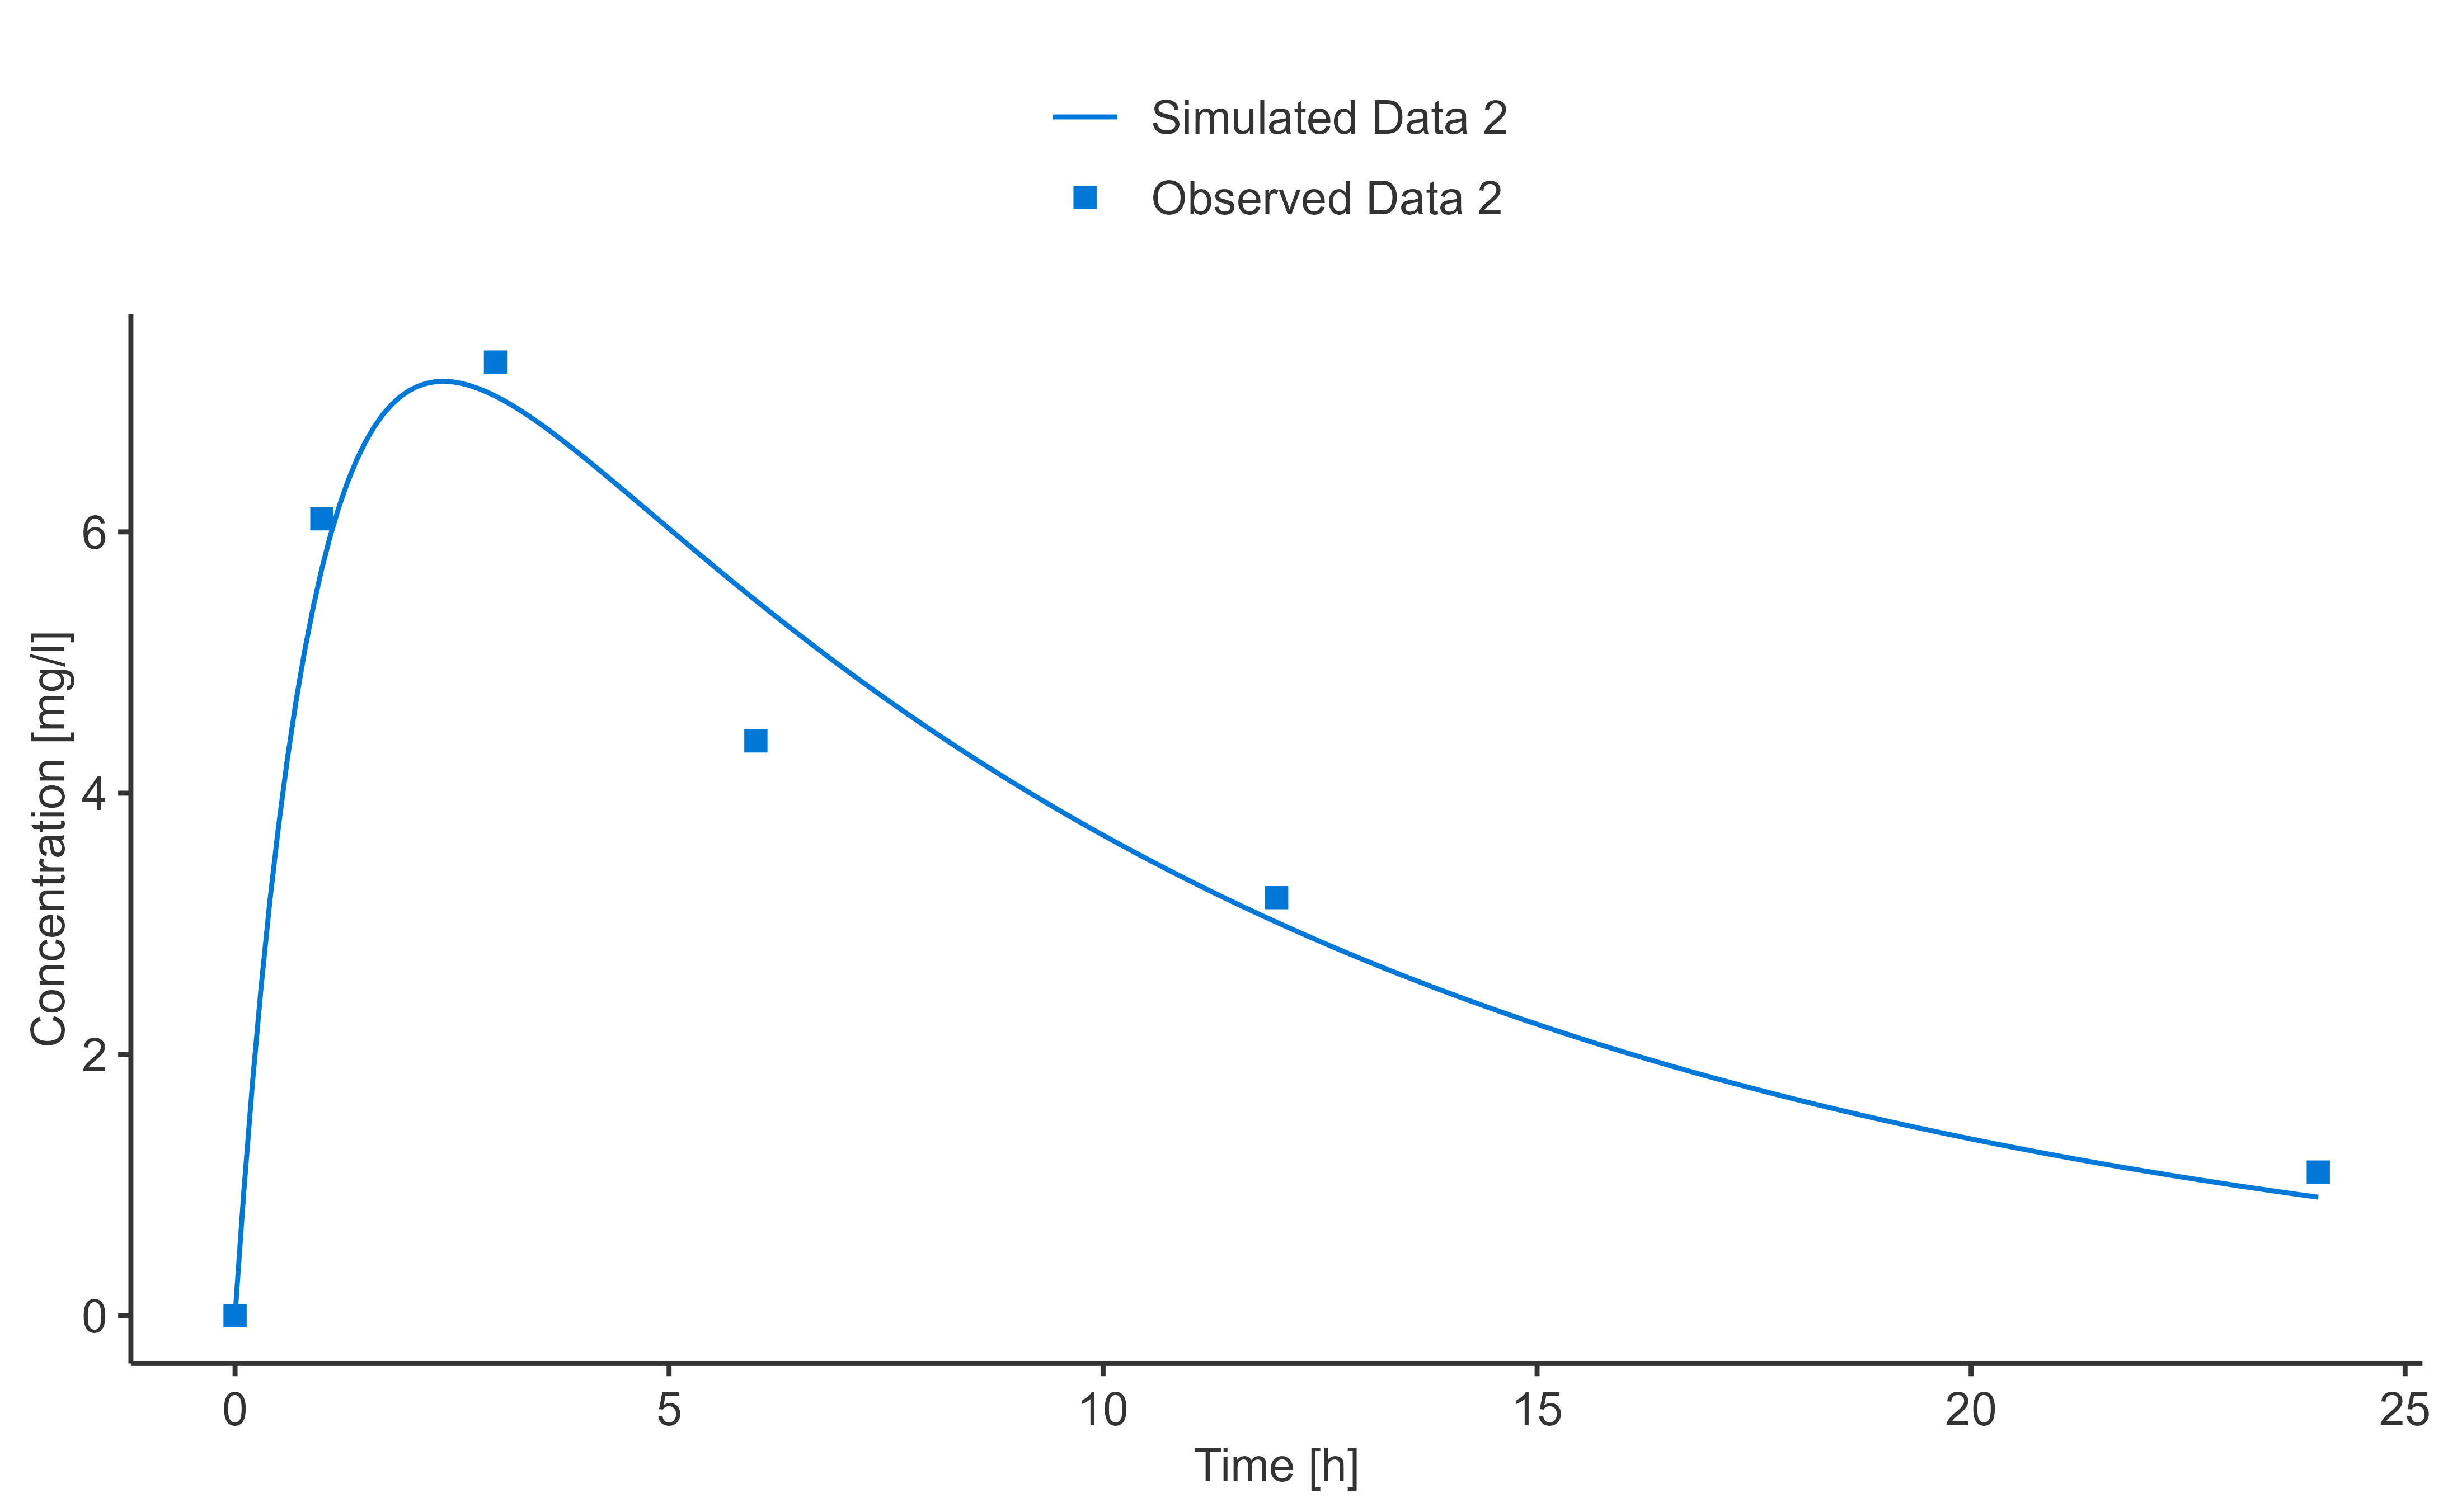 Simulated Data 2
Observed Data 2
Concentration [mg/l]
6
4
2
0
0 5 10 15 20 25
Time [h]